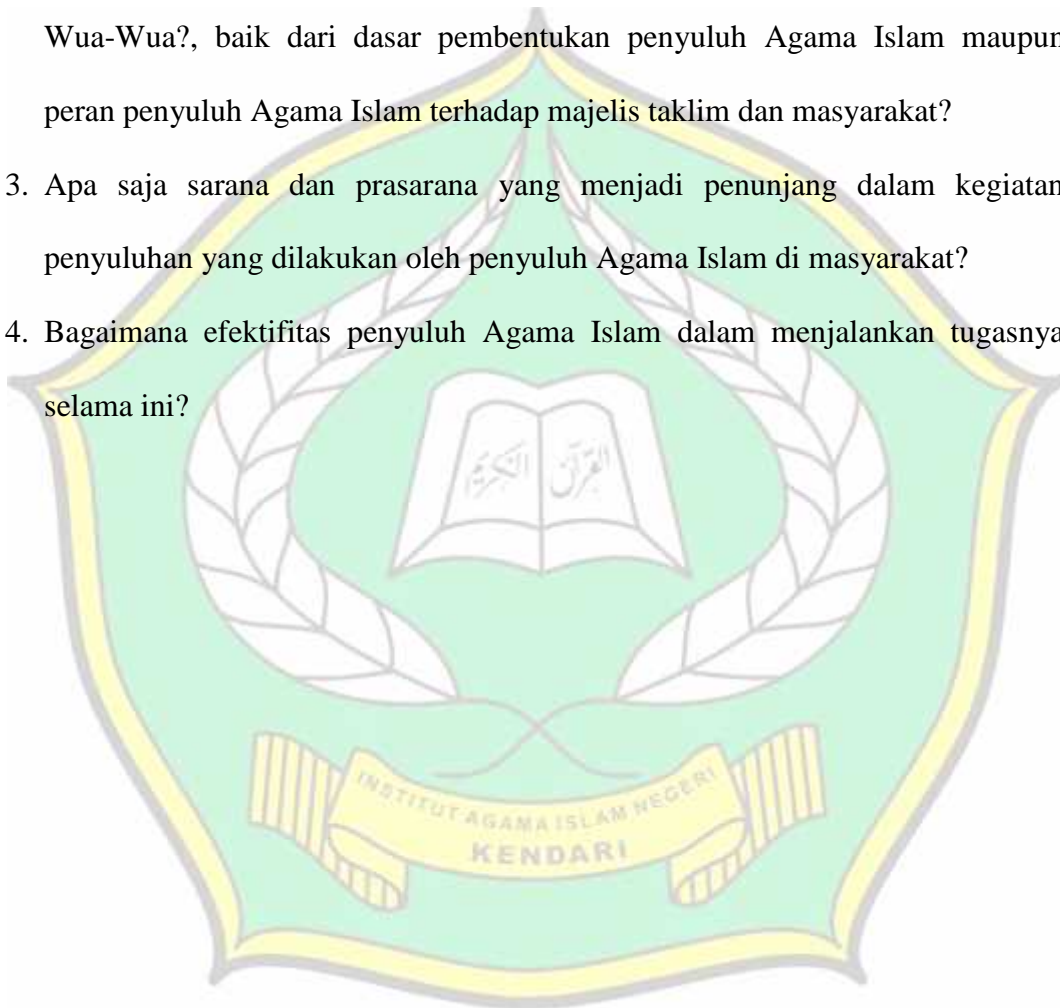 Wua-Wua?, baik dari dasar pembentukan penyuluh Agama Islam maupun
peran penyuluh Agama Islam terhadap majelis taklim dan masyarakat?
3. Apa saja sarana dan prasarana yang menjadi penunjang dalam kegiatan
penyuluhan yang dilakukan oleh penyuluh Agama Islam di masyarakat?
4. Bagaimana efektifitas penyuluh Agama Islam dalam menjalankan tugasnya
selama ini?
القرآن الكريم
INSTITUT AGAMA ISLAM NEGERI
KENDARI